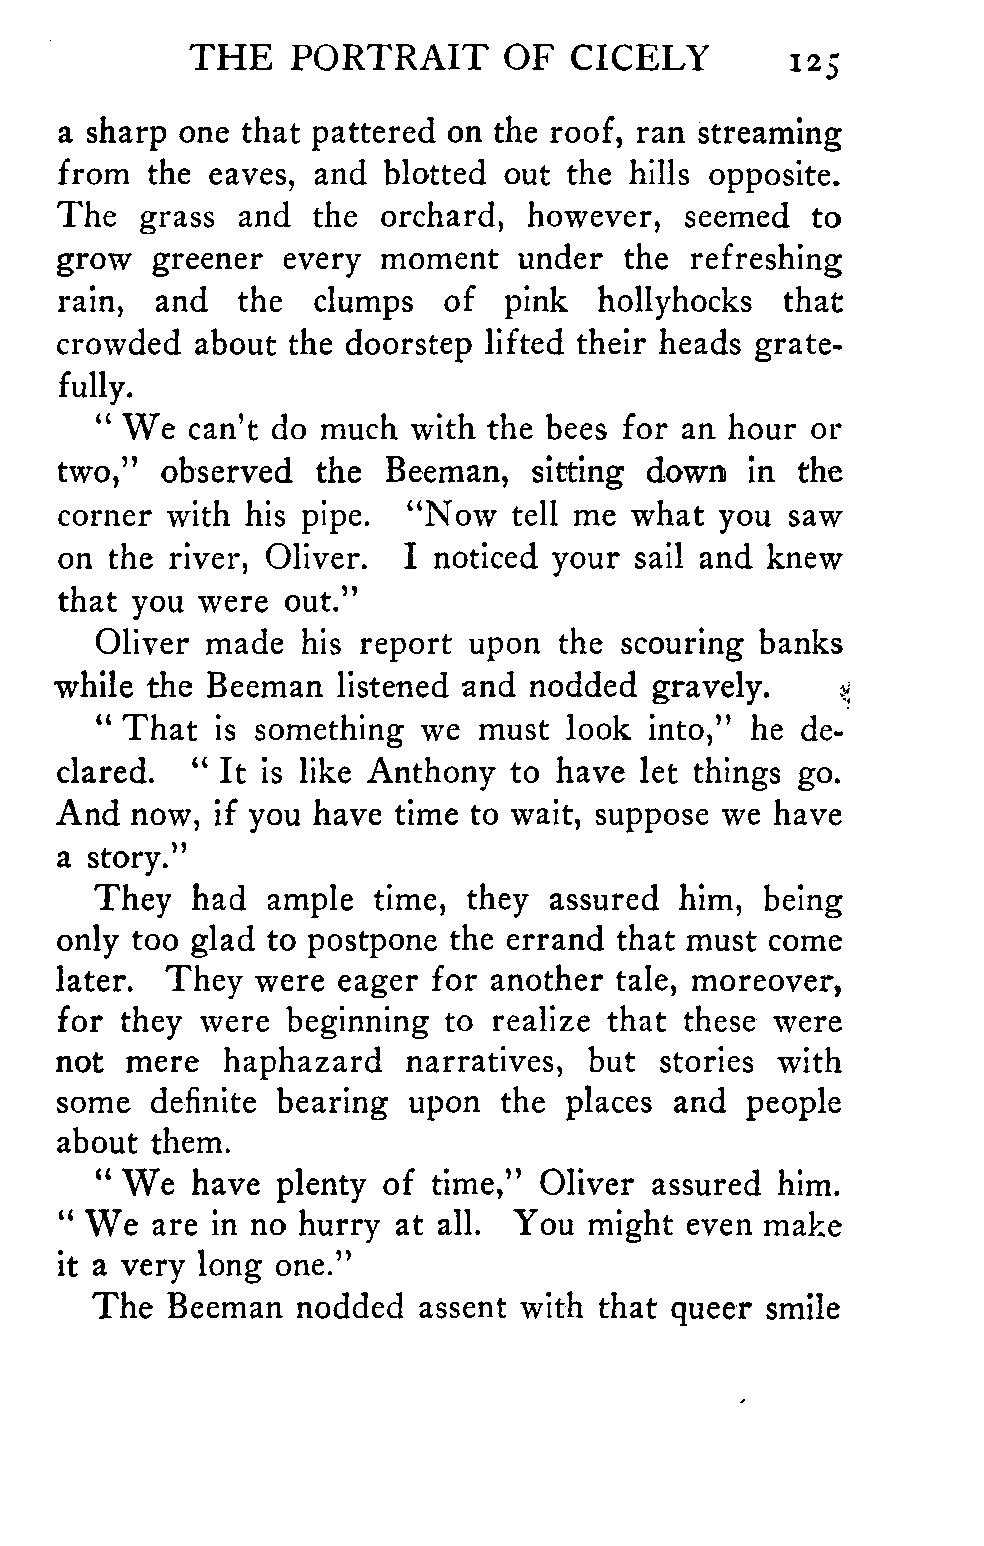 THE PORTRAIT OF CICELY 125
a sharp one that pattered on the roof, ran streaming
from the eaves, and blotted out the hills opposite.
The grass and the orchard, however, seemed to
grow greener every moment under the refreshing
rain, and the clumps of pink hollyhocks that
crowded about the doorstep lifted their heads grate-
fully.
" We can't do much with the bees for an hour or
two," observed the Beeman, sitting down in the
corner with his pipe. "Now tell me what you saw
on the river, Oliver. I noticed your sail and knew
that you were out."
Oliver made his report upon the scouring banks
while the Beeman listened and nodded gravely.
" That is something we must look into," he de-
clared. " It is like Anthony to have let things go.
And now, if you have time to wait, suppose we have
a story."
They had ample time, they assured him, being
only too glad to postpone the errand that must come
later. They were eager for another tale, moreover,
for they were beginning to realize that these were
not mere haphazard narratives, but stories with
some definite bearing upon the places and people
about them.
" We have plenty of time," Oliver assured him.
" We are in no hurry at all. You might even make
it a very long one."
The Beeman nodded assent with that queer smile